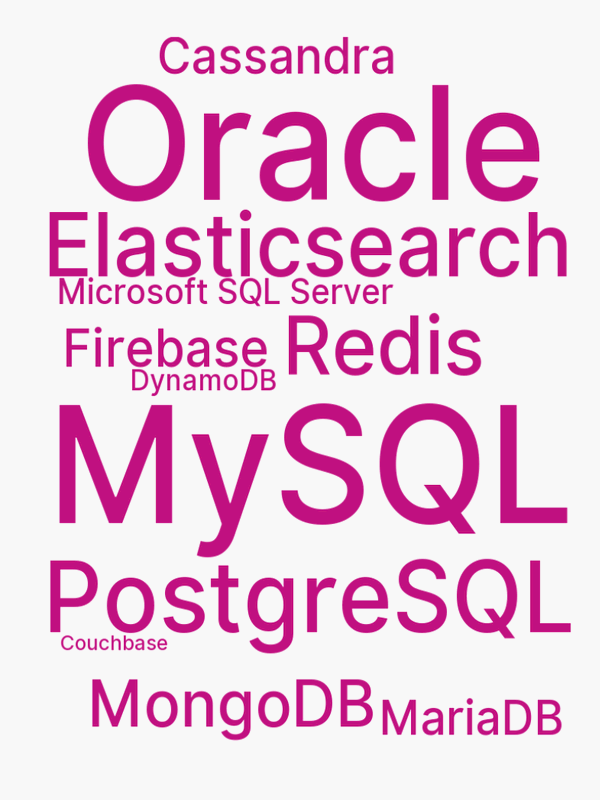 Cassandra
Oracle
Elasticsearch
Microsoft SQL Server
Firebase Redis
DynamoDB
MySQL
PostgreSQL
Couchbase
MongoDB MariaDB